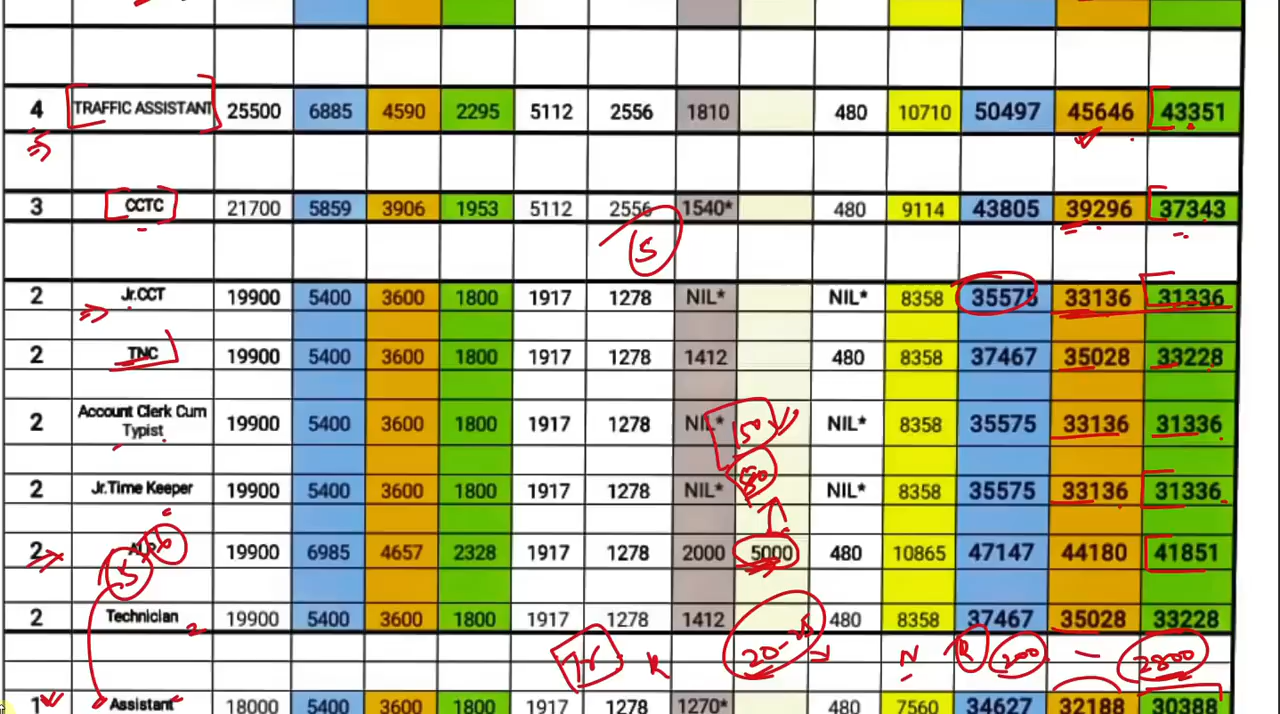 4 TRAFFIC ASSISTANT 25500 6885 4590 2295 5112 2556 1810 480 10710 50497 45646 43351
3 CCTC 21700 5859 3906 1953 5112 2556 1540* 480 9114 43805 39296 37343
5
2 Jr.CCT 19900 5400 3600 1800 1917 1278 NIL* NIL* 8358 35575 33136 31336
2 TNC 19900 5400 3600 1800 1917 1278 1412 480 8358 37467 35028 33228
2 Account Clerk Cum Typist 19900 5400 3600 1800 1917 1278 NIL* NIL* 8358 35575 33136 31336
2 Jr.Time Keeper 19900 5400 3600 1800 1917 1278 NIL* NIL* 8358 35575 33136 31336
2 19900 6985 4657 2328 1917 1278 2000 5000 480 10865 47147 44180 41851
2 Technician 19900 5400 3600 1800 1917 1278 1412 480 8358 37467 35028 33228
20-25 N R 200 - 2800
1 Assistant 18000 5400 3600 1800 1917 1278 1270* 480 7560 34627 32188 30388